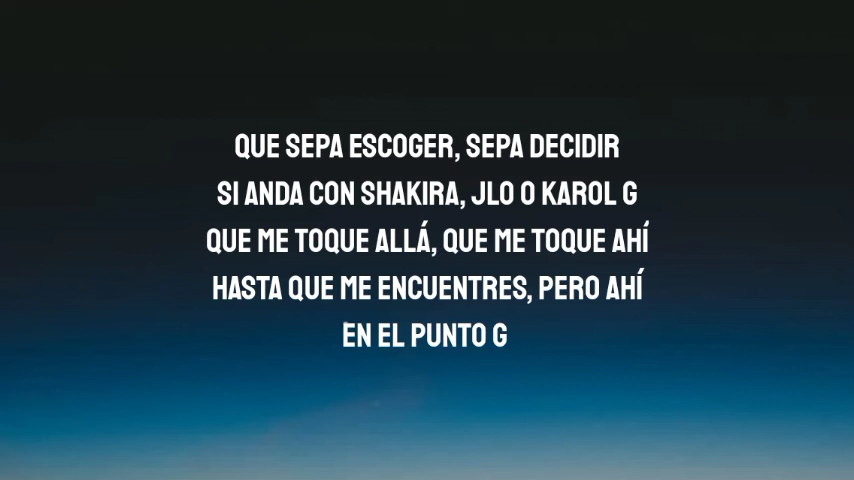 QUE SEPA ESCOGER, SEPA DECIDIR
SI ANDA CON SHAKIRA, JLO O KAROL G
QUE ME TOQUE ALLÁ, QUE ME TOQUE AHÍ
HASTA QUE ME ENCUENTRES, PERO AHÍ
EN EL PUNTO G